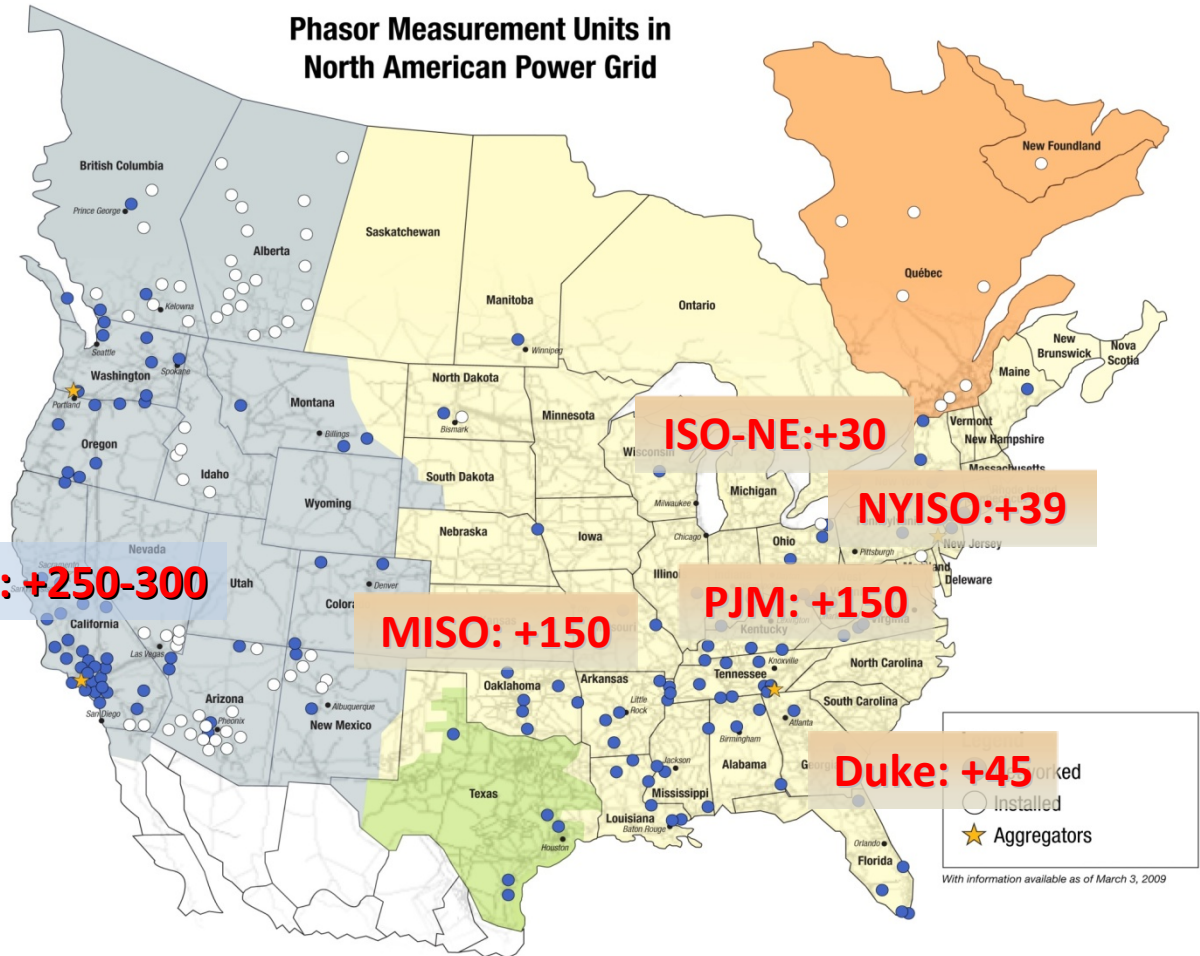 Phasor Measurement Units in
North American Power Grid
British Columbia
Prince George
Alberta
Saskatchewan
Manitoba
Ontario
Québec
New Foundland
Kelowna
Winnipeg
New
Brunswick
Nova
Scotia
Seattle
Washington
Spokane
Portland
Montana
Billings
North Dakota
Bismark
Minnesota
Maine
Vermont
New Hampshire
Massachusetts
Oregon
Idaho
Wyoming
South Dakota
Wisconsin
Milwaukee
Michigan
ISO-NE:+30
NYISO:+39
Nebraska
Iowa
Chicago
Ohio
Pittsburgh
New Jersey
Deleware
Nevada
Utah
: +250-300
Denver
MISO: +150
PJM: +150
Kentucky
Virginia
California
Las Vegas
Knoxville
North Carolina
Tennessee
South Carolina
Oklahoma
Arkansas
Little
Rock
Arizona
Pheonix
Albuquerque
New Mexico
San Diego
Atlanta
Birmingham
Alabama
Jackson
Mississippi
Texas
Louisiana
Baton Rouge
Houston
Duke: +45
Installed
Aggregators
Orlando
Florida
With information available as of March 3, 2009